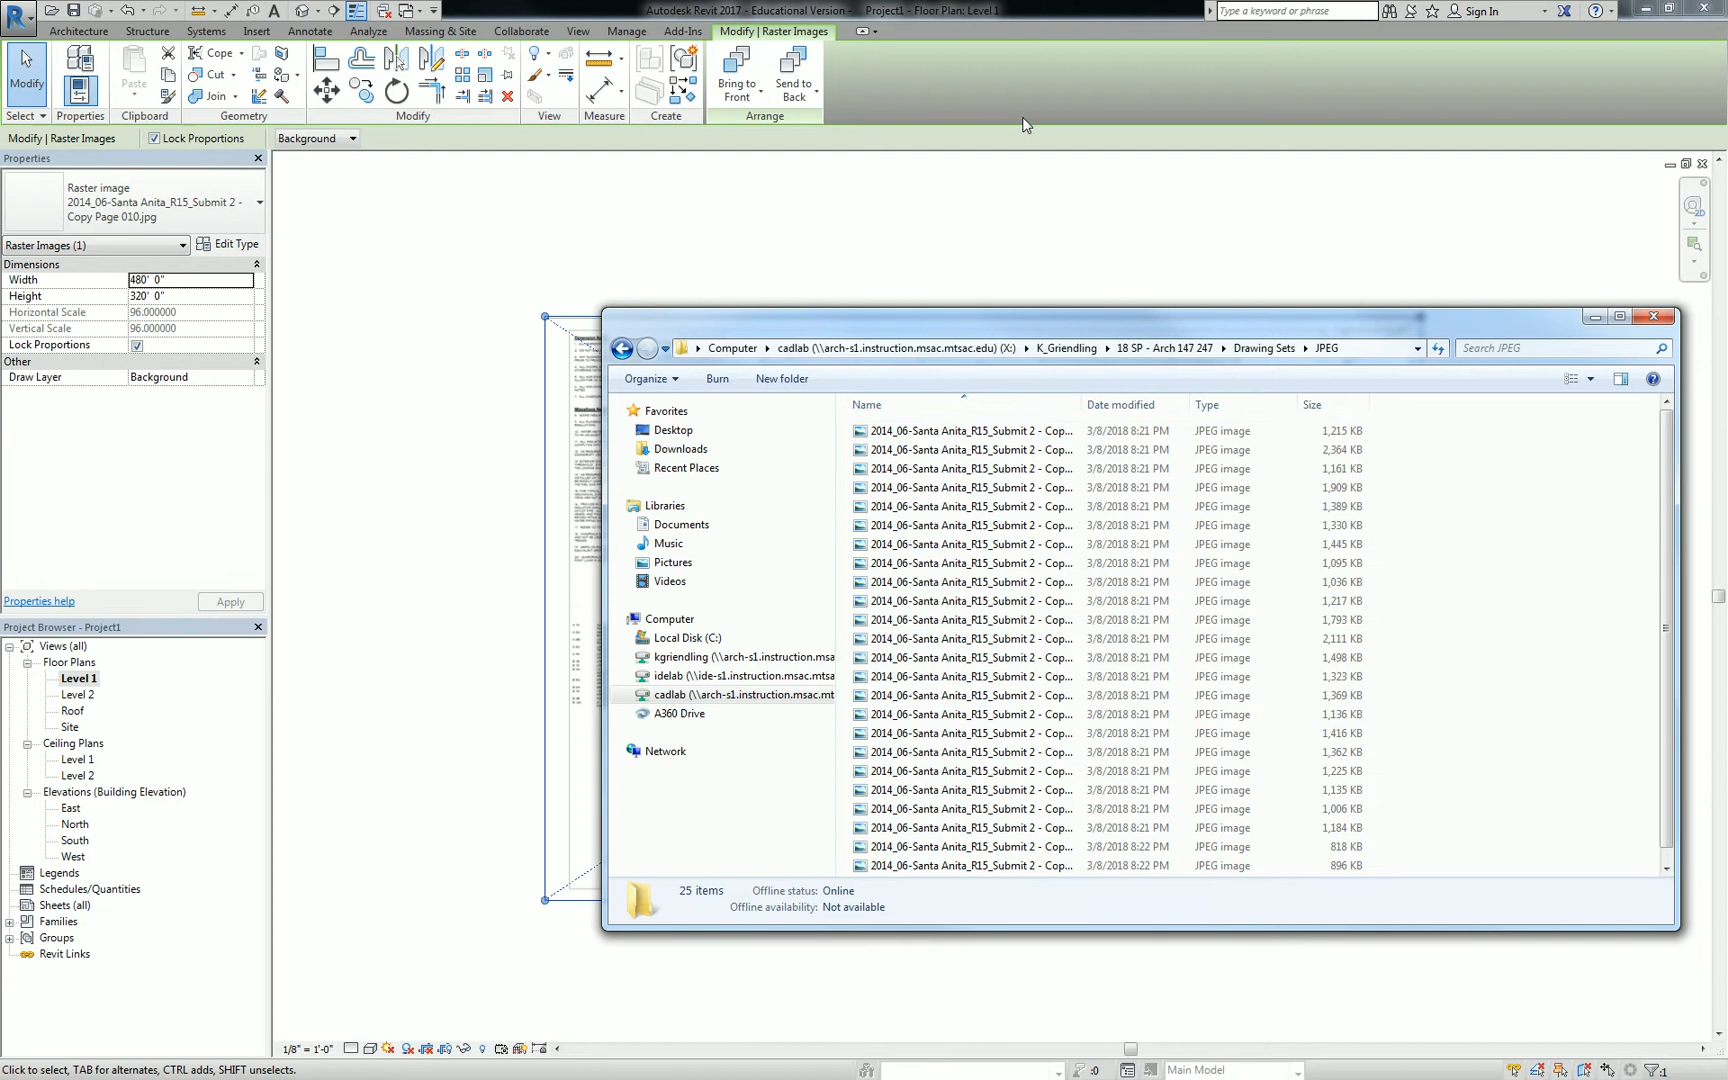 Autodesk Revit 2017 - Educational Version - Project1 - Floor Plan: Level 1
Type a keyword or phrase
Sign In
Architecture Structure Systems Insert Annotate Analyze Massing & Site Collaborate View Manage Add-Ins Modify | Raster Images
Modify
Paste
Cope
Cut
Join
Bring to Front
Send to Back
Select Properties Clipboard Geometry Modify View Measure Create Arrange
Modify | Raster Images Lock Proportions Background
Properties
Raster image
2014_06-Santa Anita_R15_Submit 2 -
Copy Page 010.jpg
Raster Images (1) Edit Type
Dimensions
Width 480' 0"
Height 320' 0"
Horizontal Scale 96.000000
Vertical Scale 96.000000
Lock Proportions
Other
Draw Layer Background
Properties help Apply
Project Browser - Project1
Views (all)
Floor Plans
Level 1
Level 2
Roof
Site
Ceiling Plans
Level 1
Level 2
Elevations (Building Elevation)
East
North
South
West
Legends
Schedules/Quantities
Sheets (all)
Families
Groups
Revit Links
Computer cadlab (\\arch-s1.instruction.msac.mtsac.edu) (X:) K_Griendling 18 SP - Arch 147 247 Drawing Sets JPEG
Search JPEG
Organize Burn New folder
Favorites
Desktop
Downloads
Recent Places
Libraries
Documents
Music
Pictures
Videos
Computer
Local Disk (C:)
kgriendling (\\arch-s1.instruction.msa
idelab (\\ide-s1.instruction.msac.mtsa
cadlab (\\arch-s1.instruction.msac.mt
A360 Drive
Network
Name Date modified Type Size
2014_06-Santa Anita_R15_Submit 2 - Cop... 3/8/2018 8:21 PM JPEG image 1,215 KB
2014_06-Santa Anita_R15_Submit 2 - Cop... 3/8/2018 8:21 PM JPEG image 2,364 KB
2014_06-Santa Anita_R15_Submit 2 - Cop... 3/8/2018 8:21 PM JPEG image 1,161 KB
2014_06-Santa Anita_R15_Submit 2 - Cop... 3/8/2018 8:21 PM JPEG image 1,909 KB
2014_06-Santa Anita_R15_Submit 2 - Cop... 3/8/2018 8:21 PM JPEG image 1,389 KB
2014_06-Santa Anita_R15_Submit 2 - Cop... 3/8/2018 8:21 PM JPEG image 1,330 KB
2014_06-Santa Anita_R15_Submit 2 - Cop... 3/8/2018 8:21 PM JPEG image 1,445 KB
2014_06-Santa Anita_R15_Submit 2 - Cop... 3/8/2018 8:21 PM JPEG image 1,095 KB
2014_06-Santa Anita_R15_Submit 2 - Cop... 3/8/2018 8:21 PM JPEG image 1,036 KB
2014_06-Santa Anita_R15_Submit 2 - Cop... 3/8/2018 8:21 PM JPEG image 1,217 KB
2014_06-Santa Anita_R15_Submit 2 - Cop... 3/8/2018 8:21 PM JPEG image 1,793 KB
2014_06-Santa Anita_R15_Submit 2 - Cop... 3/8/2018 8:21 PM JPEG image 2,111 KB
2014_06-Santa Anita_R15_Submit 2 - Cop... 3/8/2018 8:21 PM JPEG image 1,498 KB
2014_06-Santa Anita_R15_Submit 2 - Cop... 3/8/2018 8:21 PM JPEG image 1,323 KB
2014_06-Santa Anita_R15_Submit 2 - Cop... 3/8/2018 8:21 PM JPEG image 1,369 KB
2014_06-Santa Anita_R15_Submit 2 - Cop... 3/8/2018 8:21 PM JPEG image 1,136 KB
2014_06-Santa Anita_R15_Submit 2 - Cop... 3/8/2018 8:21 PM JPEG image 1,416 KB
2014_06-Santa Anita_R15_Submit 2 - Cop... 3/8/2018 8:21 PM JPEG image 1,362 KB
2014_06-Santa Anita_R15_Submit 2 - Cop... 3/8/2018 8:21 PM JPEG image 1,225 KB
2014_06-Santa Anita_R15_Submit 2 - Cop... 3/8/2018 8:21 PM JPEG image 1,135 KB
2014_06-Santa Anita_R15_Submit 2 - Cop... 3/8/2018 8:21 PM JPEG image 1,006 KB
2014_06-Santa Anita_R15_Submit 2 - Cop... 3/8/2018 8:21 PM JPEG image 1,184 KB
2014_06-Santa Anita_R15_Submit 2 - Cop... 3/8/2018 8:22 PM JPEG image 818 KB
2014_06-Santa Anita_R15_Submit 2 - Cop... 3/8/2018 8:22 PM JPEG image 896 KB
25 items Offline status: Online
Offline availability: Not available
1/8" = 1'-0"
Click to select, TAB for alternates, CTRL adds, SHIFT unselects. :0 Main Model :1